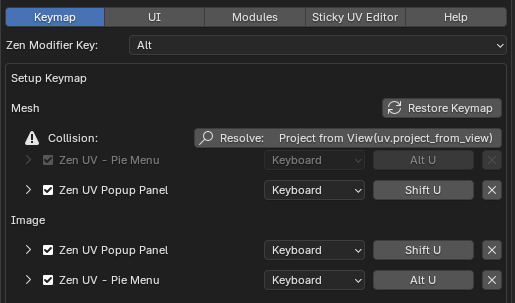 Keymap UI Modules Sticky UV Editor Help
Zen Modifier Key: Alt
Setup Keymap
Mesh Restore Keymap
Collision: Resolve: Project from View(uv.project_from_view)
Zen UV - Pie Menu Keyboard Alt U
Zen UV Popup Panel Keyboard Shift U
Image
Zen UV Popup Panel Keyboard Shift U
Zen UV - Pie Menu Keyboard Alt U